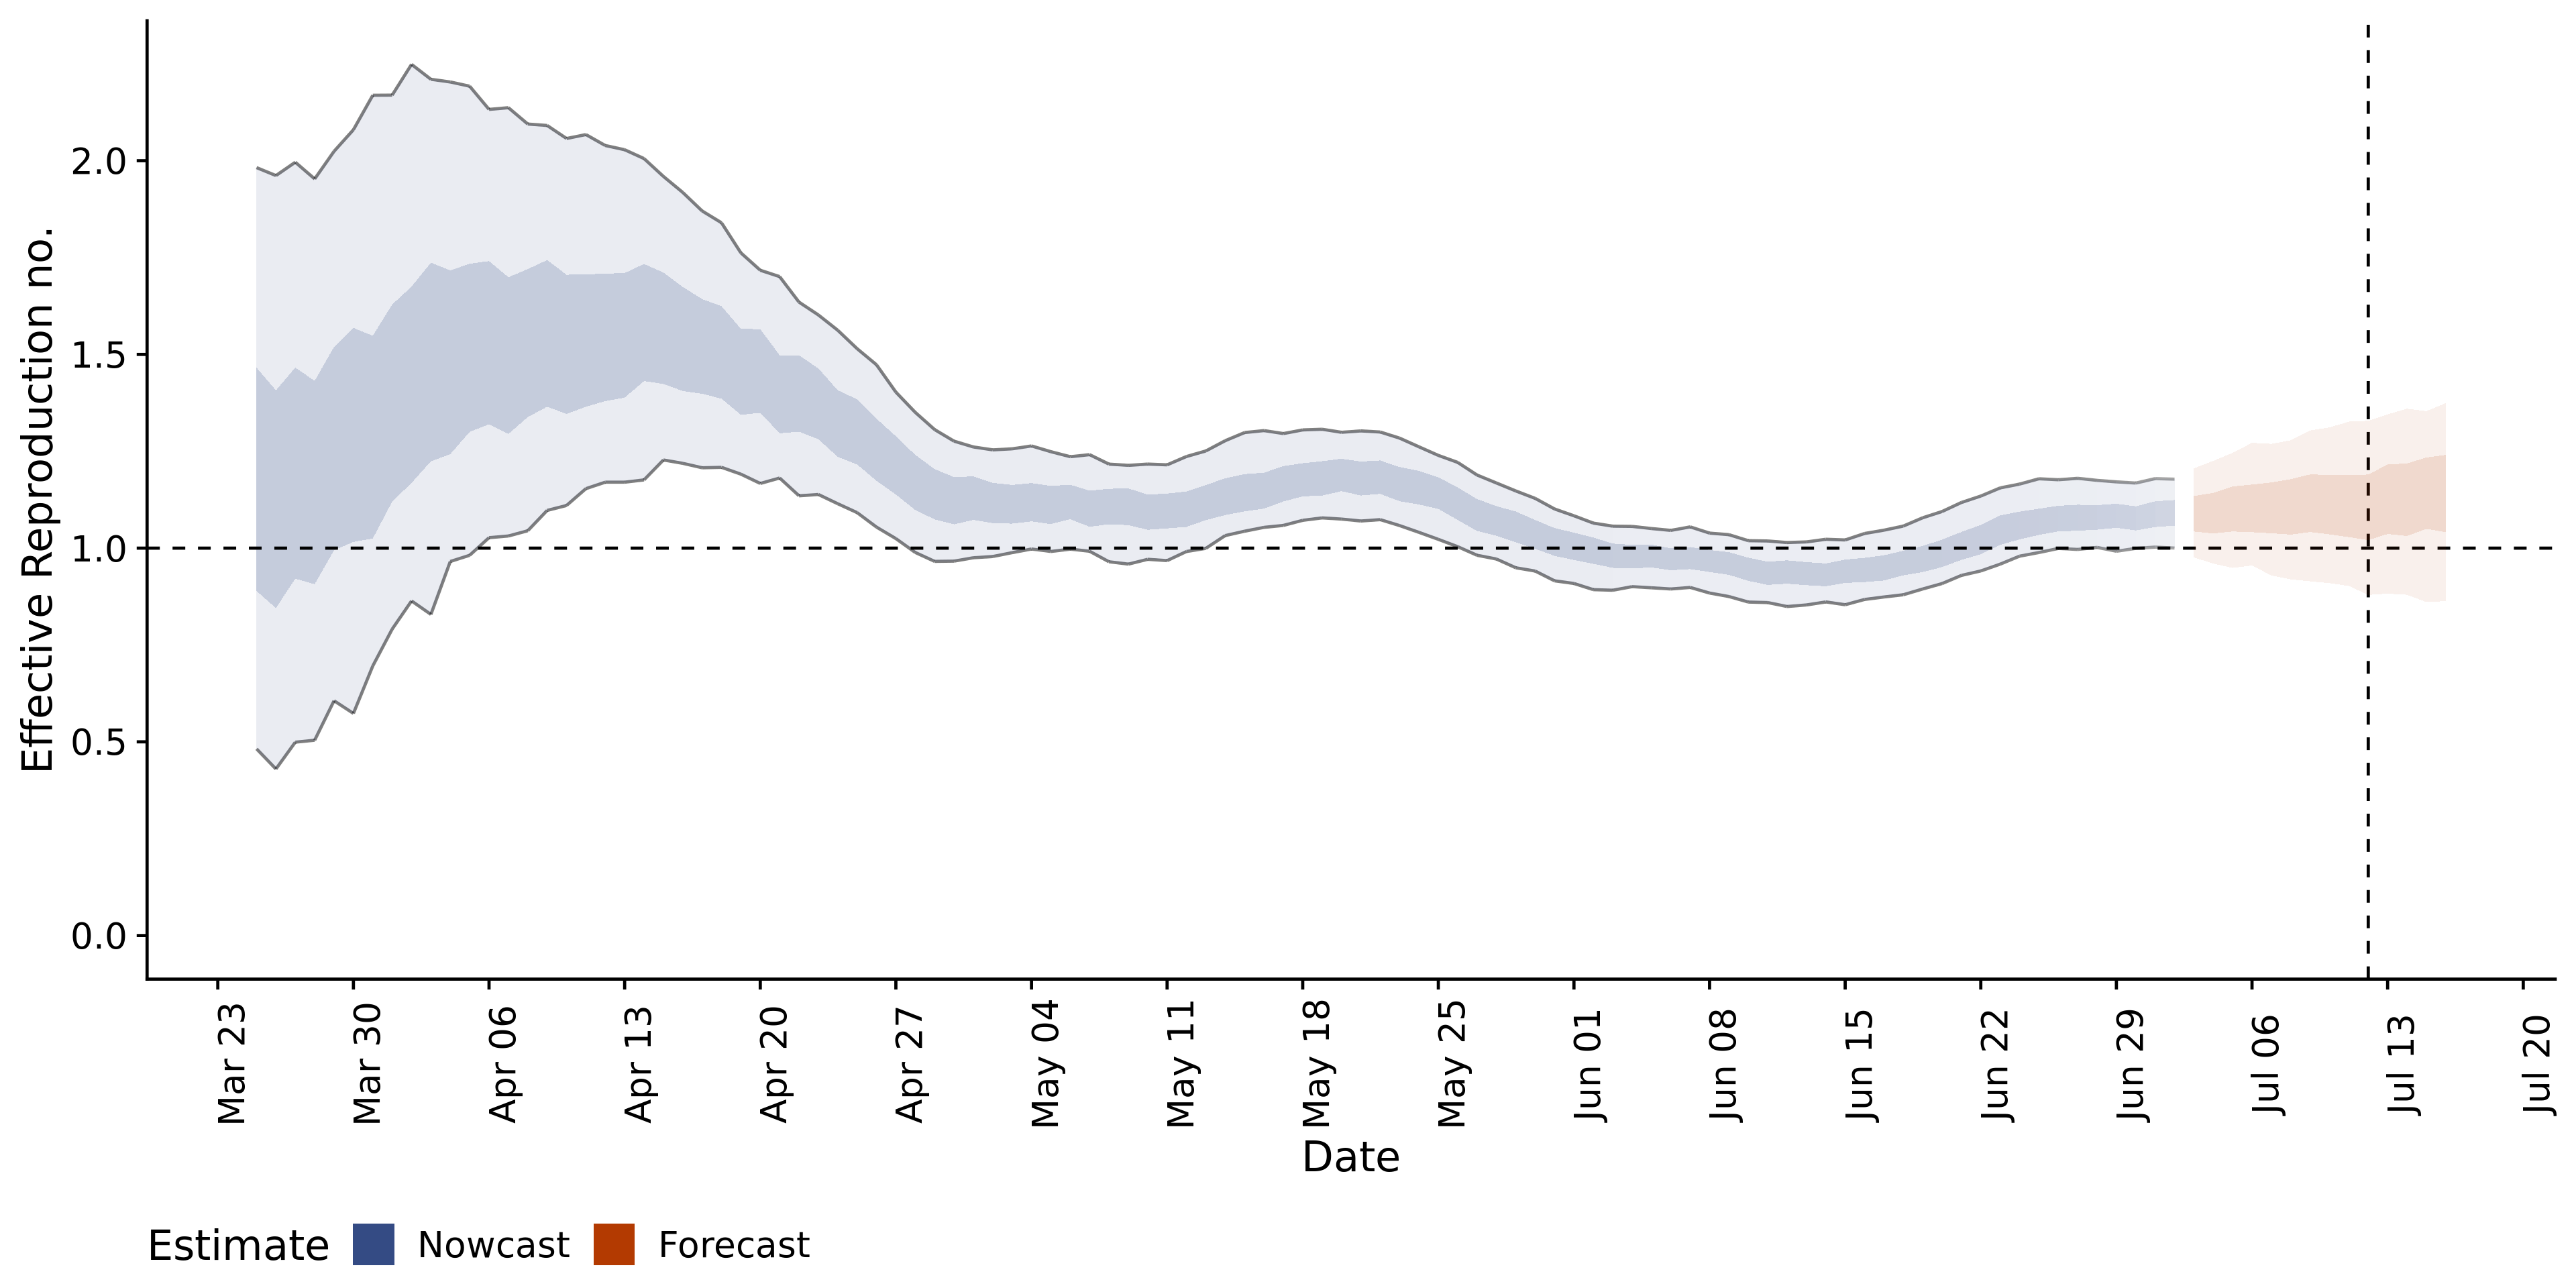 Effective Reproduction no.
2.0
1.5
1.0
0.5
0.0
Mar 23
Mar 30
Apr 06
Apr 13
Apr 20
Apr 27
May 04
May 11
May 18
May 25
Jun 01
Jun 08
Jun 15
Jun 22
Jun 29
Jul 06
Jul 13
Jul 20
Date
Estimate Nowcast Forecast